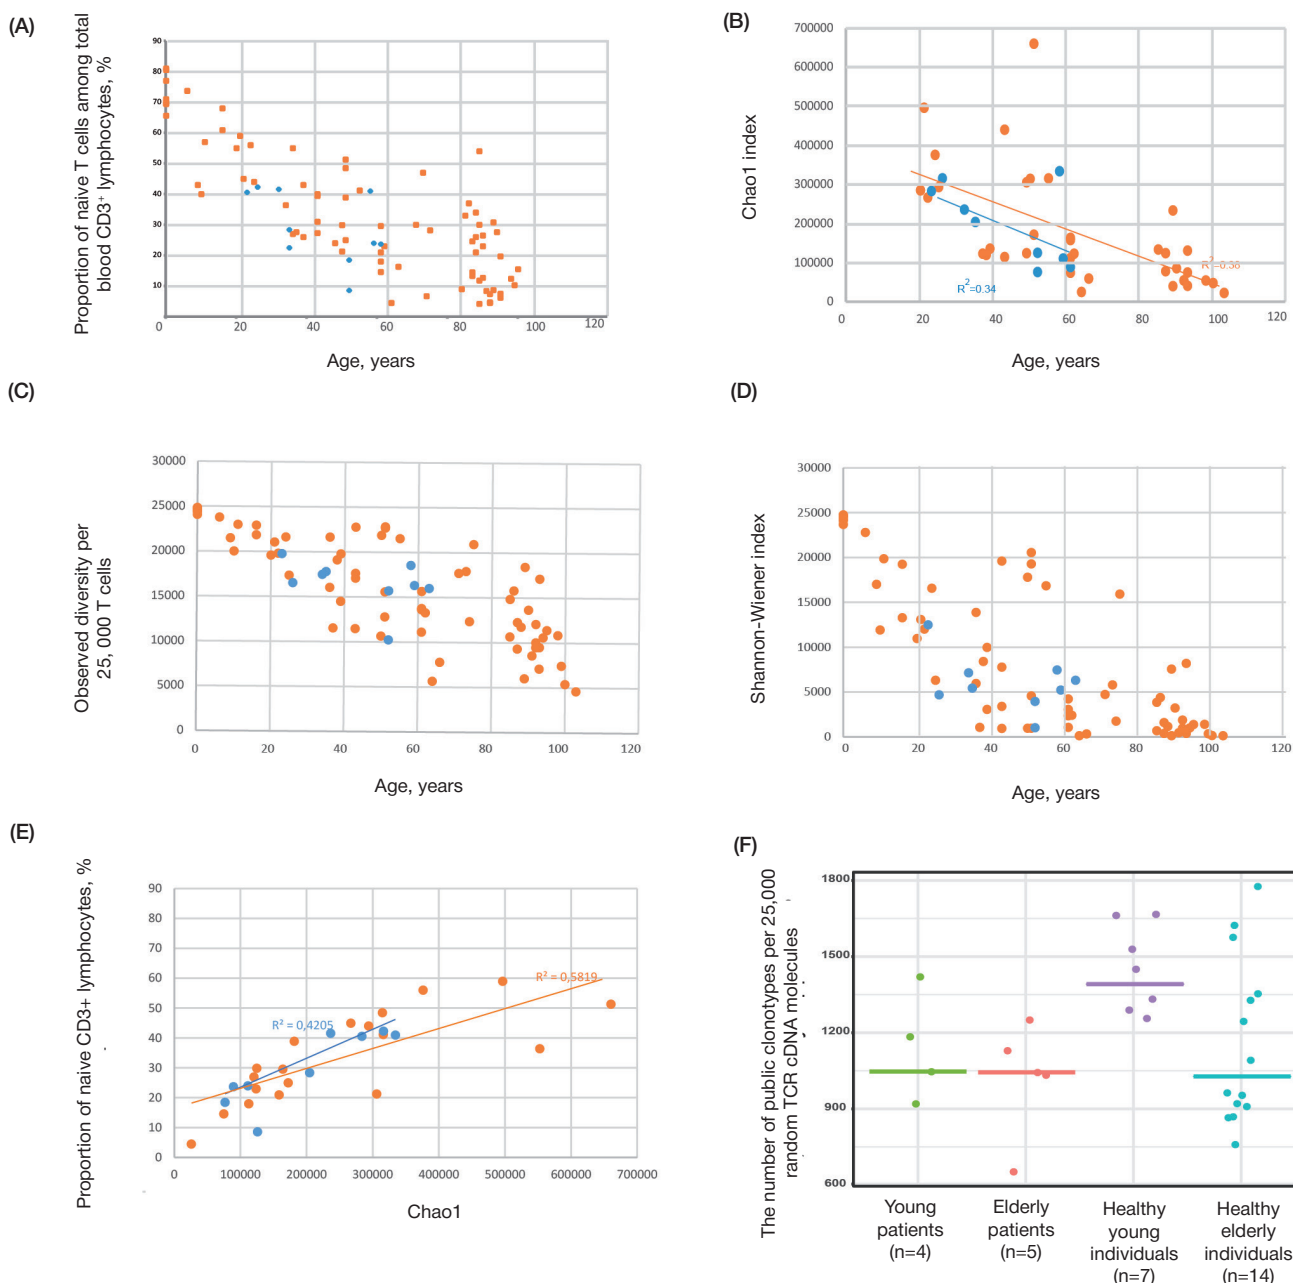 (A)
Proportion of naive T cells among total
blood CD3⁺ lymphocytes, %
90
80
70
60
50
40
30
20
10
0
20
40
60
80
100
120
Age, years
(B)
Chao1 index
700000
600000
500000
400000
300000
200000
100000
0
R²=0.34
R²=0.38
0
20
40
60
80
100
120
Age, years
(C)
Observed diversity per
25, 000 T cells
30000
25000
20000
15000
10000
5000
0
0
20
40
60
80
100
120
Age, years
(D)
Shannon-Wiener index
30000
25000
20000
15000
10000
5000
0
0
20
40
60
80
100
120
Age, years
(E)
Proportion of naive CD3+ lymphocytes, %
90
80
70
60
50
40
30
20
10
0
R² = 0,5819
R² = 0,4205
0
100000
200000
300000
400000
500000
600000
700000
Chao1
(F)
The number of public clonotypes per 25,000
random TCR cDNA molecules
1800
1500
1200
900
600
Young
patients
(n=4)
Elderly
patients
(n=5)
Healthy
young
individuals
(n=7)
Healthy
elderly
individuals
(n=14)